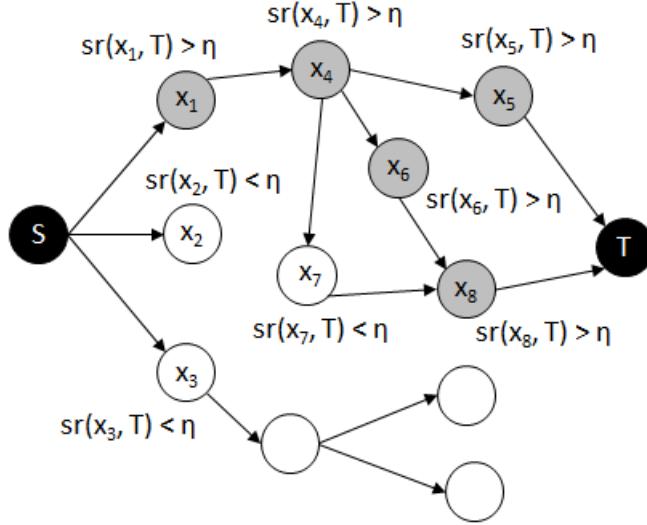 sr(x₄, T) > η
sr(x₁, T) > η
sr(x₅, T) > η
x₄
x₁
x₅
sr(x₂, T) < η
x₆
sr(x₆, T) > η
S
x₂
T
x₇
x₈
sr(x₇, T) < η
sr(x₈, T) > η
x₃
sr(x₃, T) < η